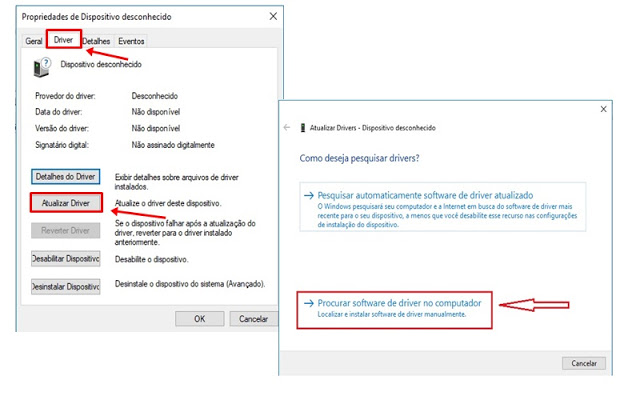 Propriedades de Dispositivo desconhecido
Geral Driver Detalhes Eventos
Dispositivo desconhecido
Provedor do driver: Desconhecido
Data do driver: Não disponível
Versão do driver: Não disponível
Signatário digital: Não assinado digitalmente
Detalhes do Driver Exibir detalhes sobre arquivos de driver
instalados.
Atualizar Driver Atualize o driver deste dispositivo.
Reverter Driver Se o dispositivo falhar após a atualização do
driver, reverter para o driver instalado
anteriormente.
Desabilitar Dispositivo Desabilite o dispositivo.
Desinstalar Dispositivo Desinstale o dispositivo do sistema (Avançado).
OK Cancelar
Atualizar Drivers - Dispositivo desconhecido
Como deseja pesquisar drivers?
Pesquisar automaticamente software de driver atualizado
O Windows pesquisará seu computador e a Internet em busca do software de driver mais
recente para o seu dispositivo, a menos que você desabilite esse recurso nas configurações
de instalação do dispositivo.
Procurar software de driver no computador
Localizar e instalar software de driver manualmente.
Cancelar